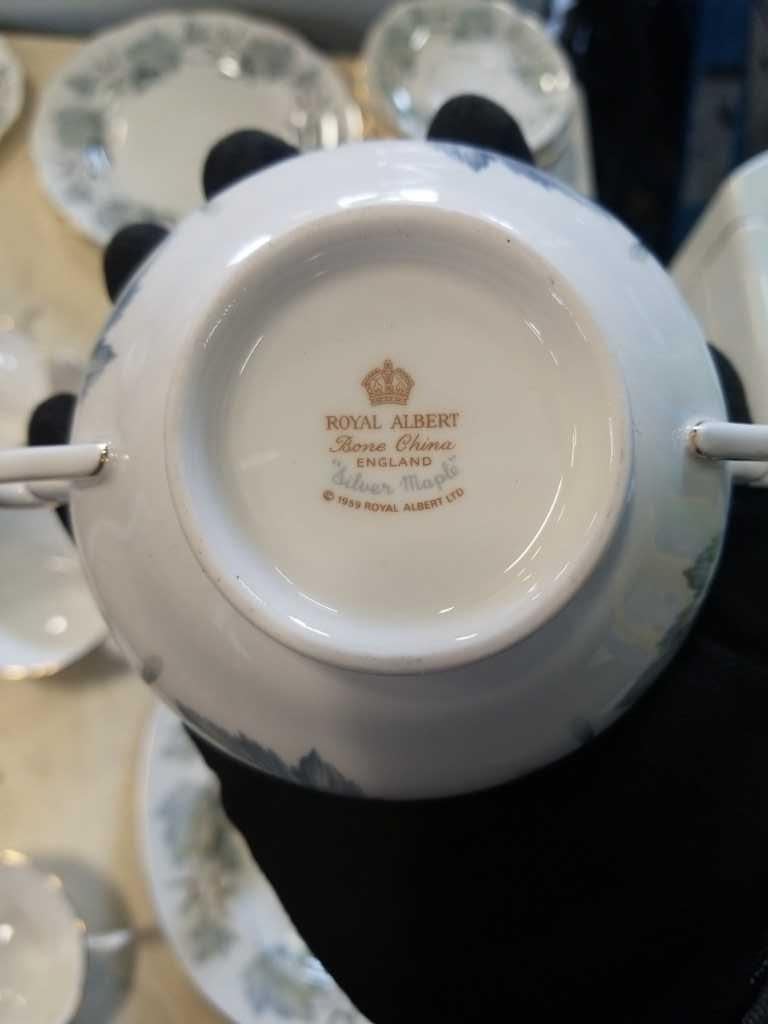 ROYAL ALBERT
Bone China
ENGLAND
"Silver Maple"
© 1959 ROYAL ALBERT LTD